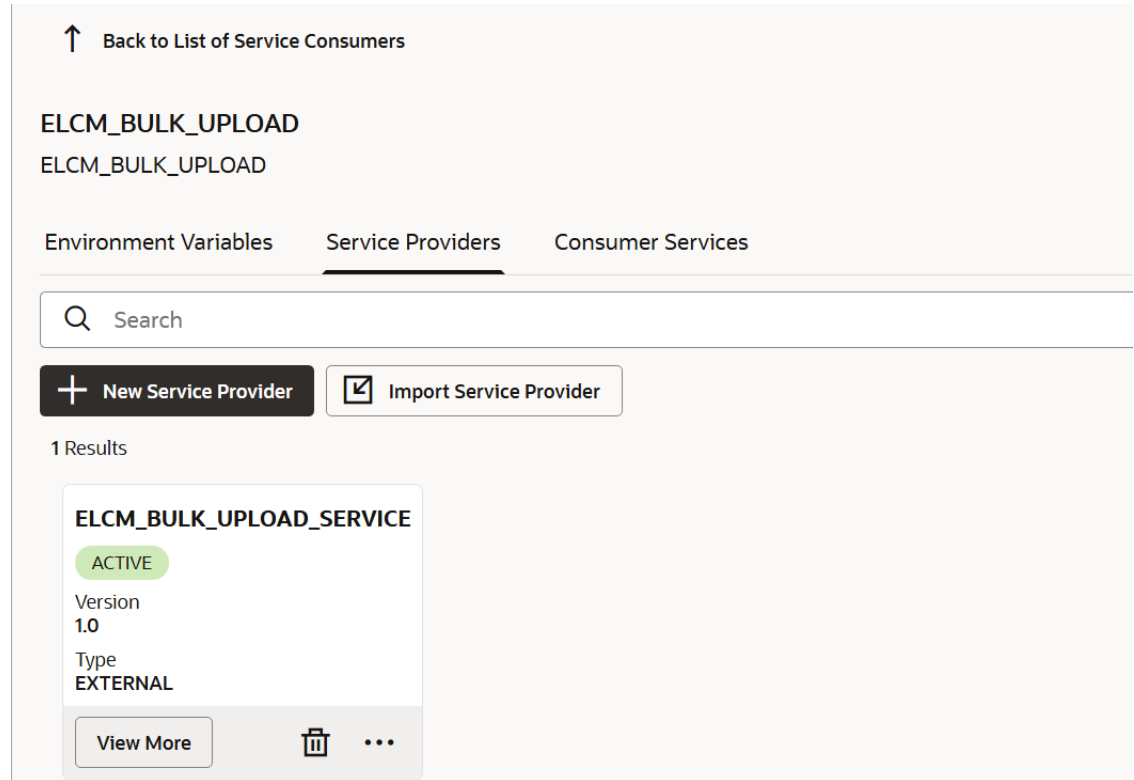 Back to List of Service Consumers
ELCM_BULK_UPLOAD
ELCM_BULK_UPLOAD
Environment Variables Service Providers Consumer Services
Search
New Service Provider Import Service Provider
1 Results
ELCM_BULK_UPLOAD_SERVICE
ACTIVE
Version
1.0
Type
EXTERNAL
View More